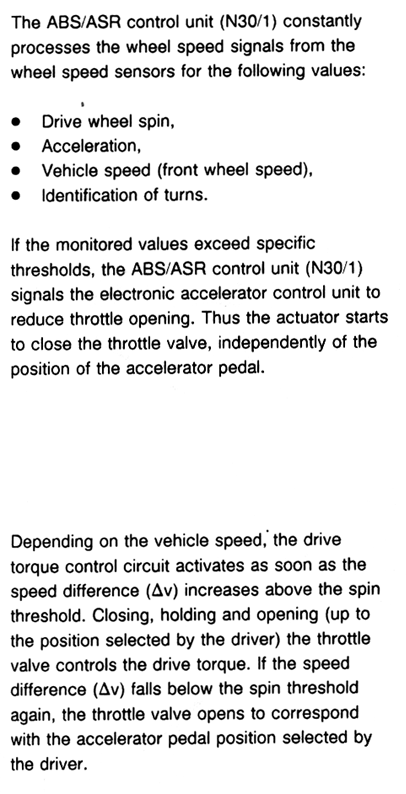 The ABS/ASR control unit (N30/1) constantly
processes the wheel speed signals from the
wheel speed sensors for the following values:
● Drive wheel spin,
● Acceleration,
● Vehicle speed (front wheel speed),
● Identification of turns.
If the monitored values exceed specific
thresholds, the ABS/ASR control unit (N30/1)
signals the electronic accelerator control unit to
reduce throttle opening. Thus the actuator starts
to close the throttle valve, independently of the
position of the accelerator pedal.
Depending on the vehicle speed, the drive
torque control circuit activates as soon as the
speed difference (Δv) increases above the spin
threshold. Closing, holding and opening (up to
the position selected by the driver) the throttle
valve controls the drive torque. If the speed
difference (Δv) falls below the spin threshold
again, the throttle valve opens to correspond
with the accelerator pedal position selected by
the driver.